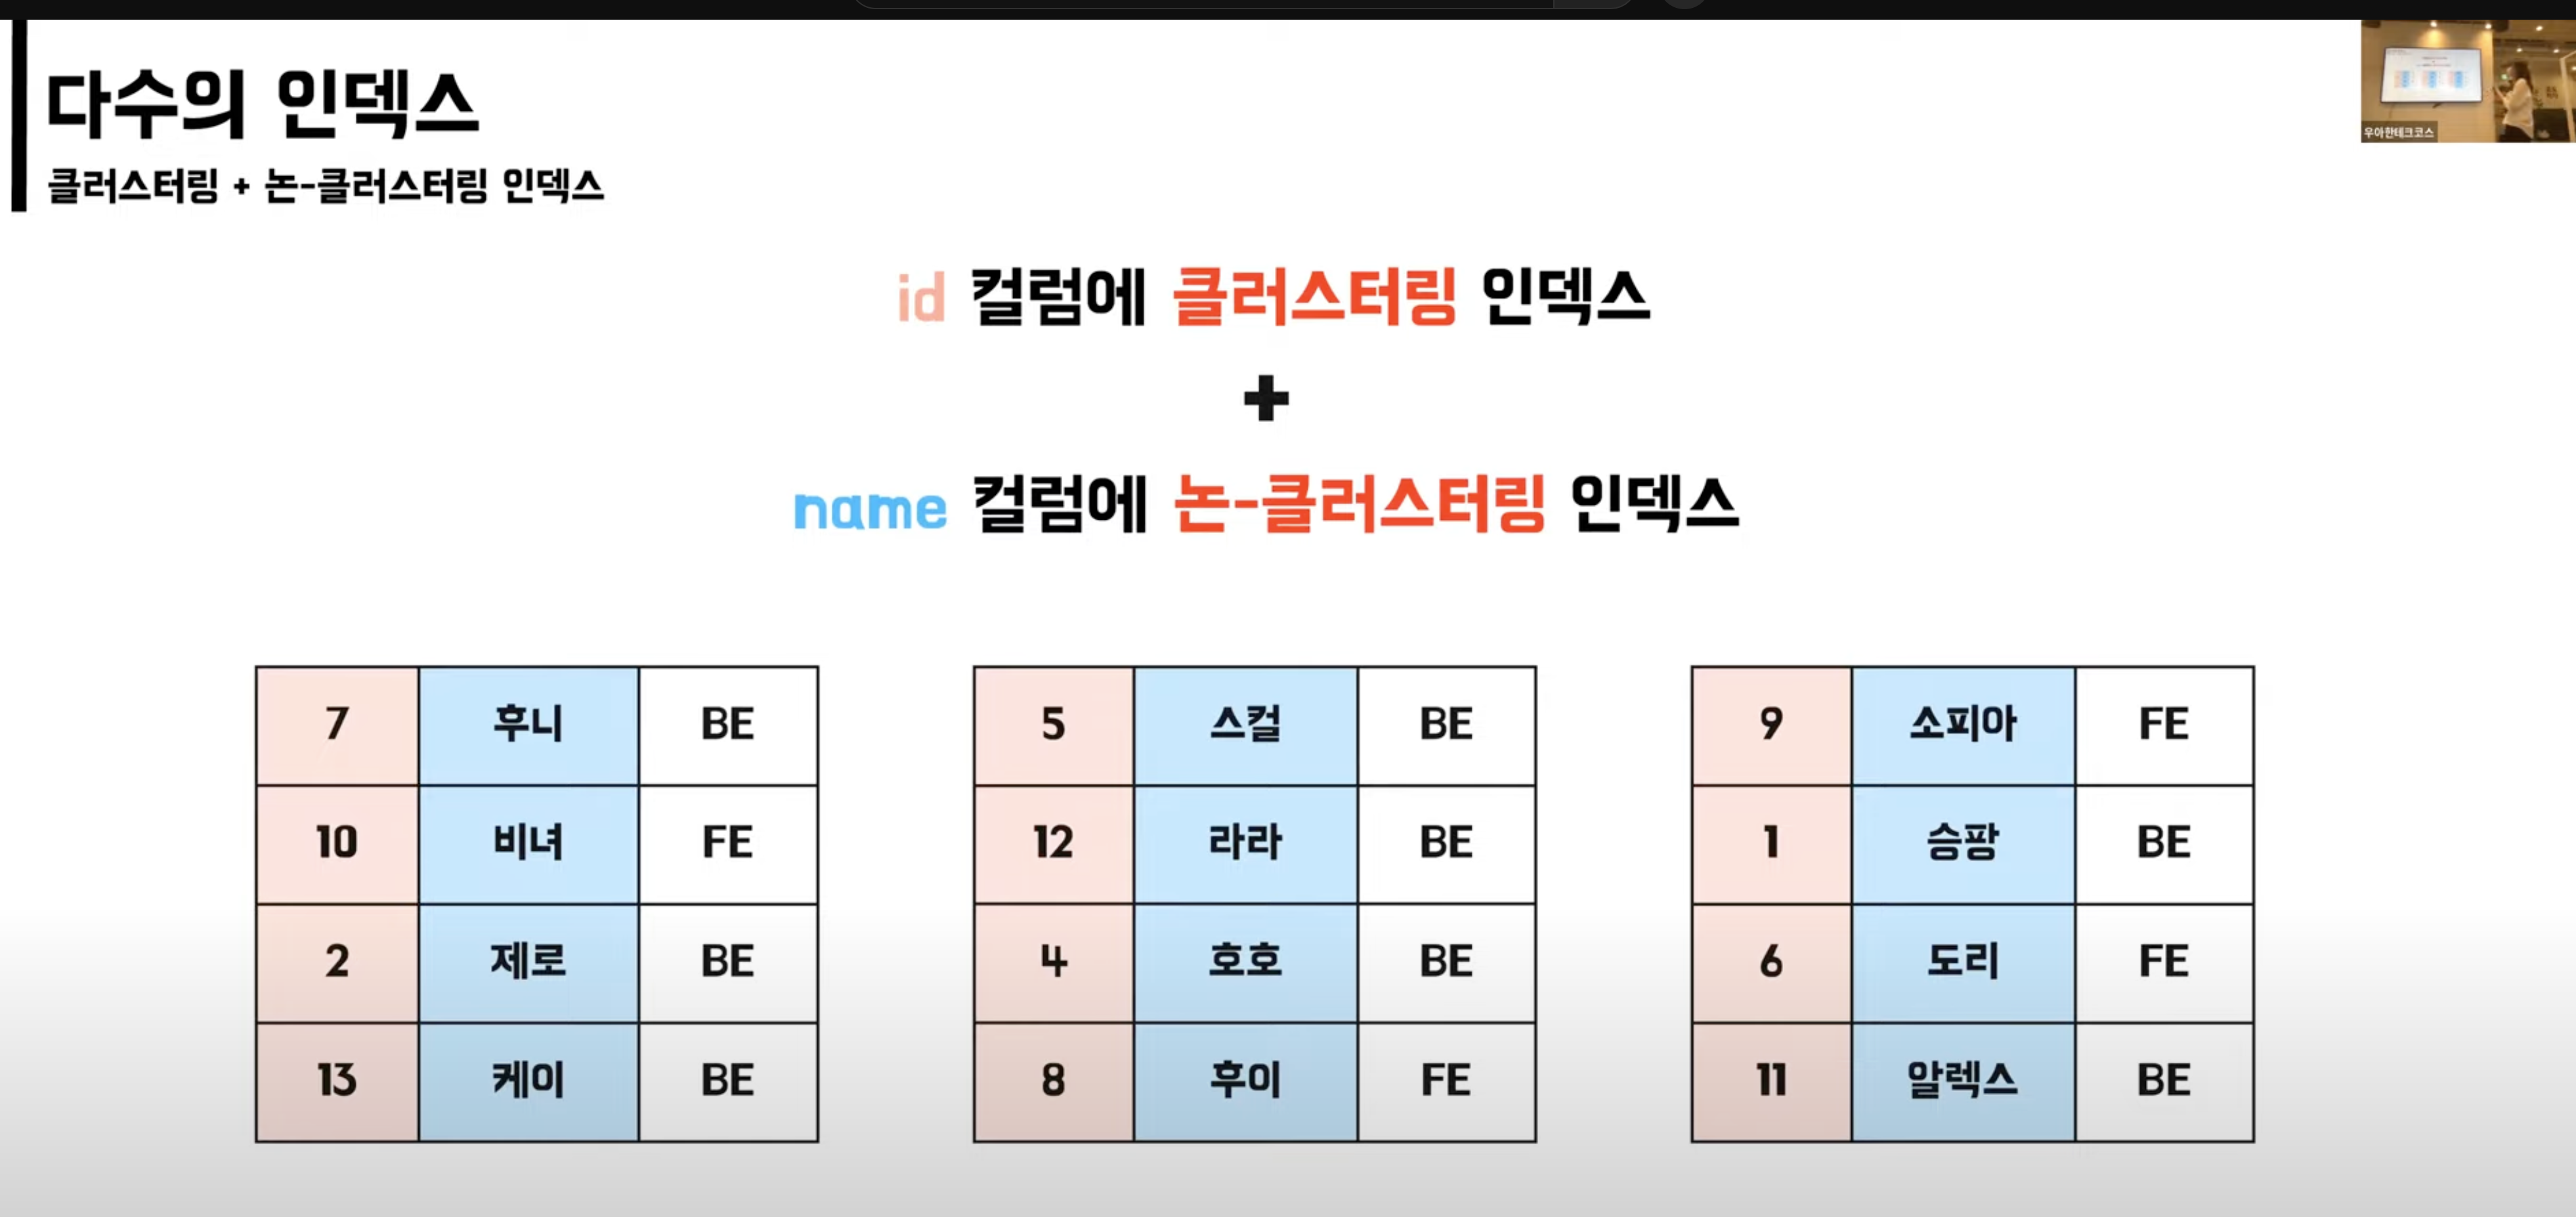 다수의 인덱스
클러스터링 + 논-클러스터링 인덱스
우아한테크코스
id 컬럼에 클러스터링 인덱스
+
name 컬럼에 논-클러스터링 인덱스
7 후니 BE
10 비녀 FE
2 제로 BE
13 케이 BE
5 스컬 BE
12 라라 BE
4 호호 BE
8 후이 FE
9 소피아 FE
1 승팡 BE
6 도리 FE
11 알렉스 BE